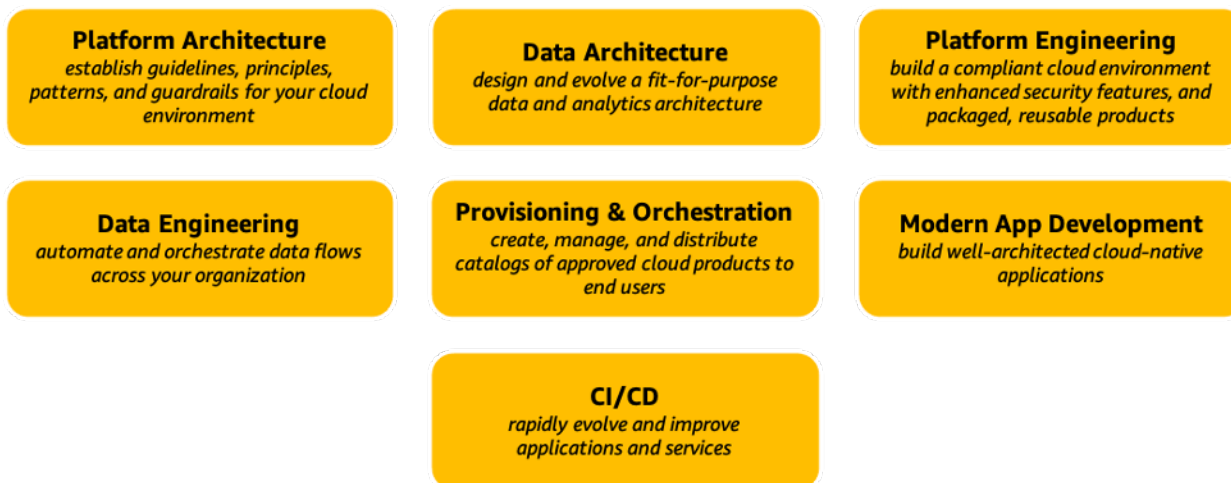 Platform Architecture
establish guidelines, principles,
patterns, and guardrails for your cloud
environment
Data Architecture
design and evolve a fit-for-purpose
data and analytics architecture
Platform Engineering
build a compliant cloud environment
with enhanced security features, and
packaged, reusable products
Data Engineering
automate and orchestrate data flows
across your organization
Provisioning & Orchestration
create, manage, and distribute
catalogs of approved cloud products to
end users
Modern App Development
build well-architected cloud-native
applications
CI/CD
rapidly evolve and improve
applications and services